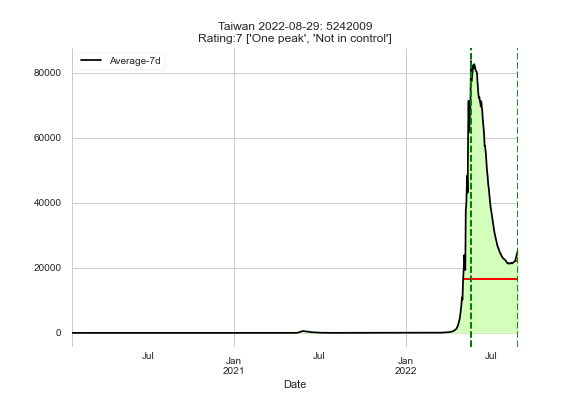 Taiwan 2022-08-29: 5242009
Rating:7 ['One peak', 'Not in control']
Average-7d
80000
60000
40000
20000
0
Jul
Jan
2021
Jul
Jan
2022
Jul
Date